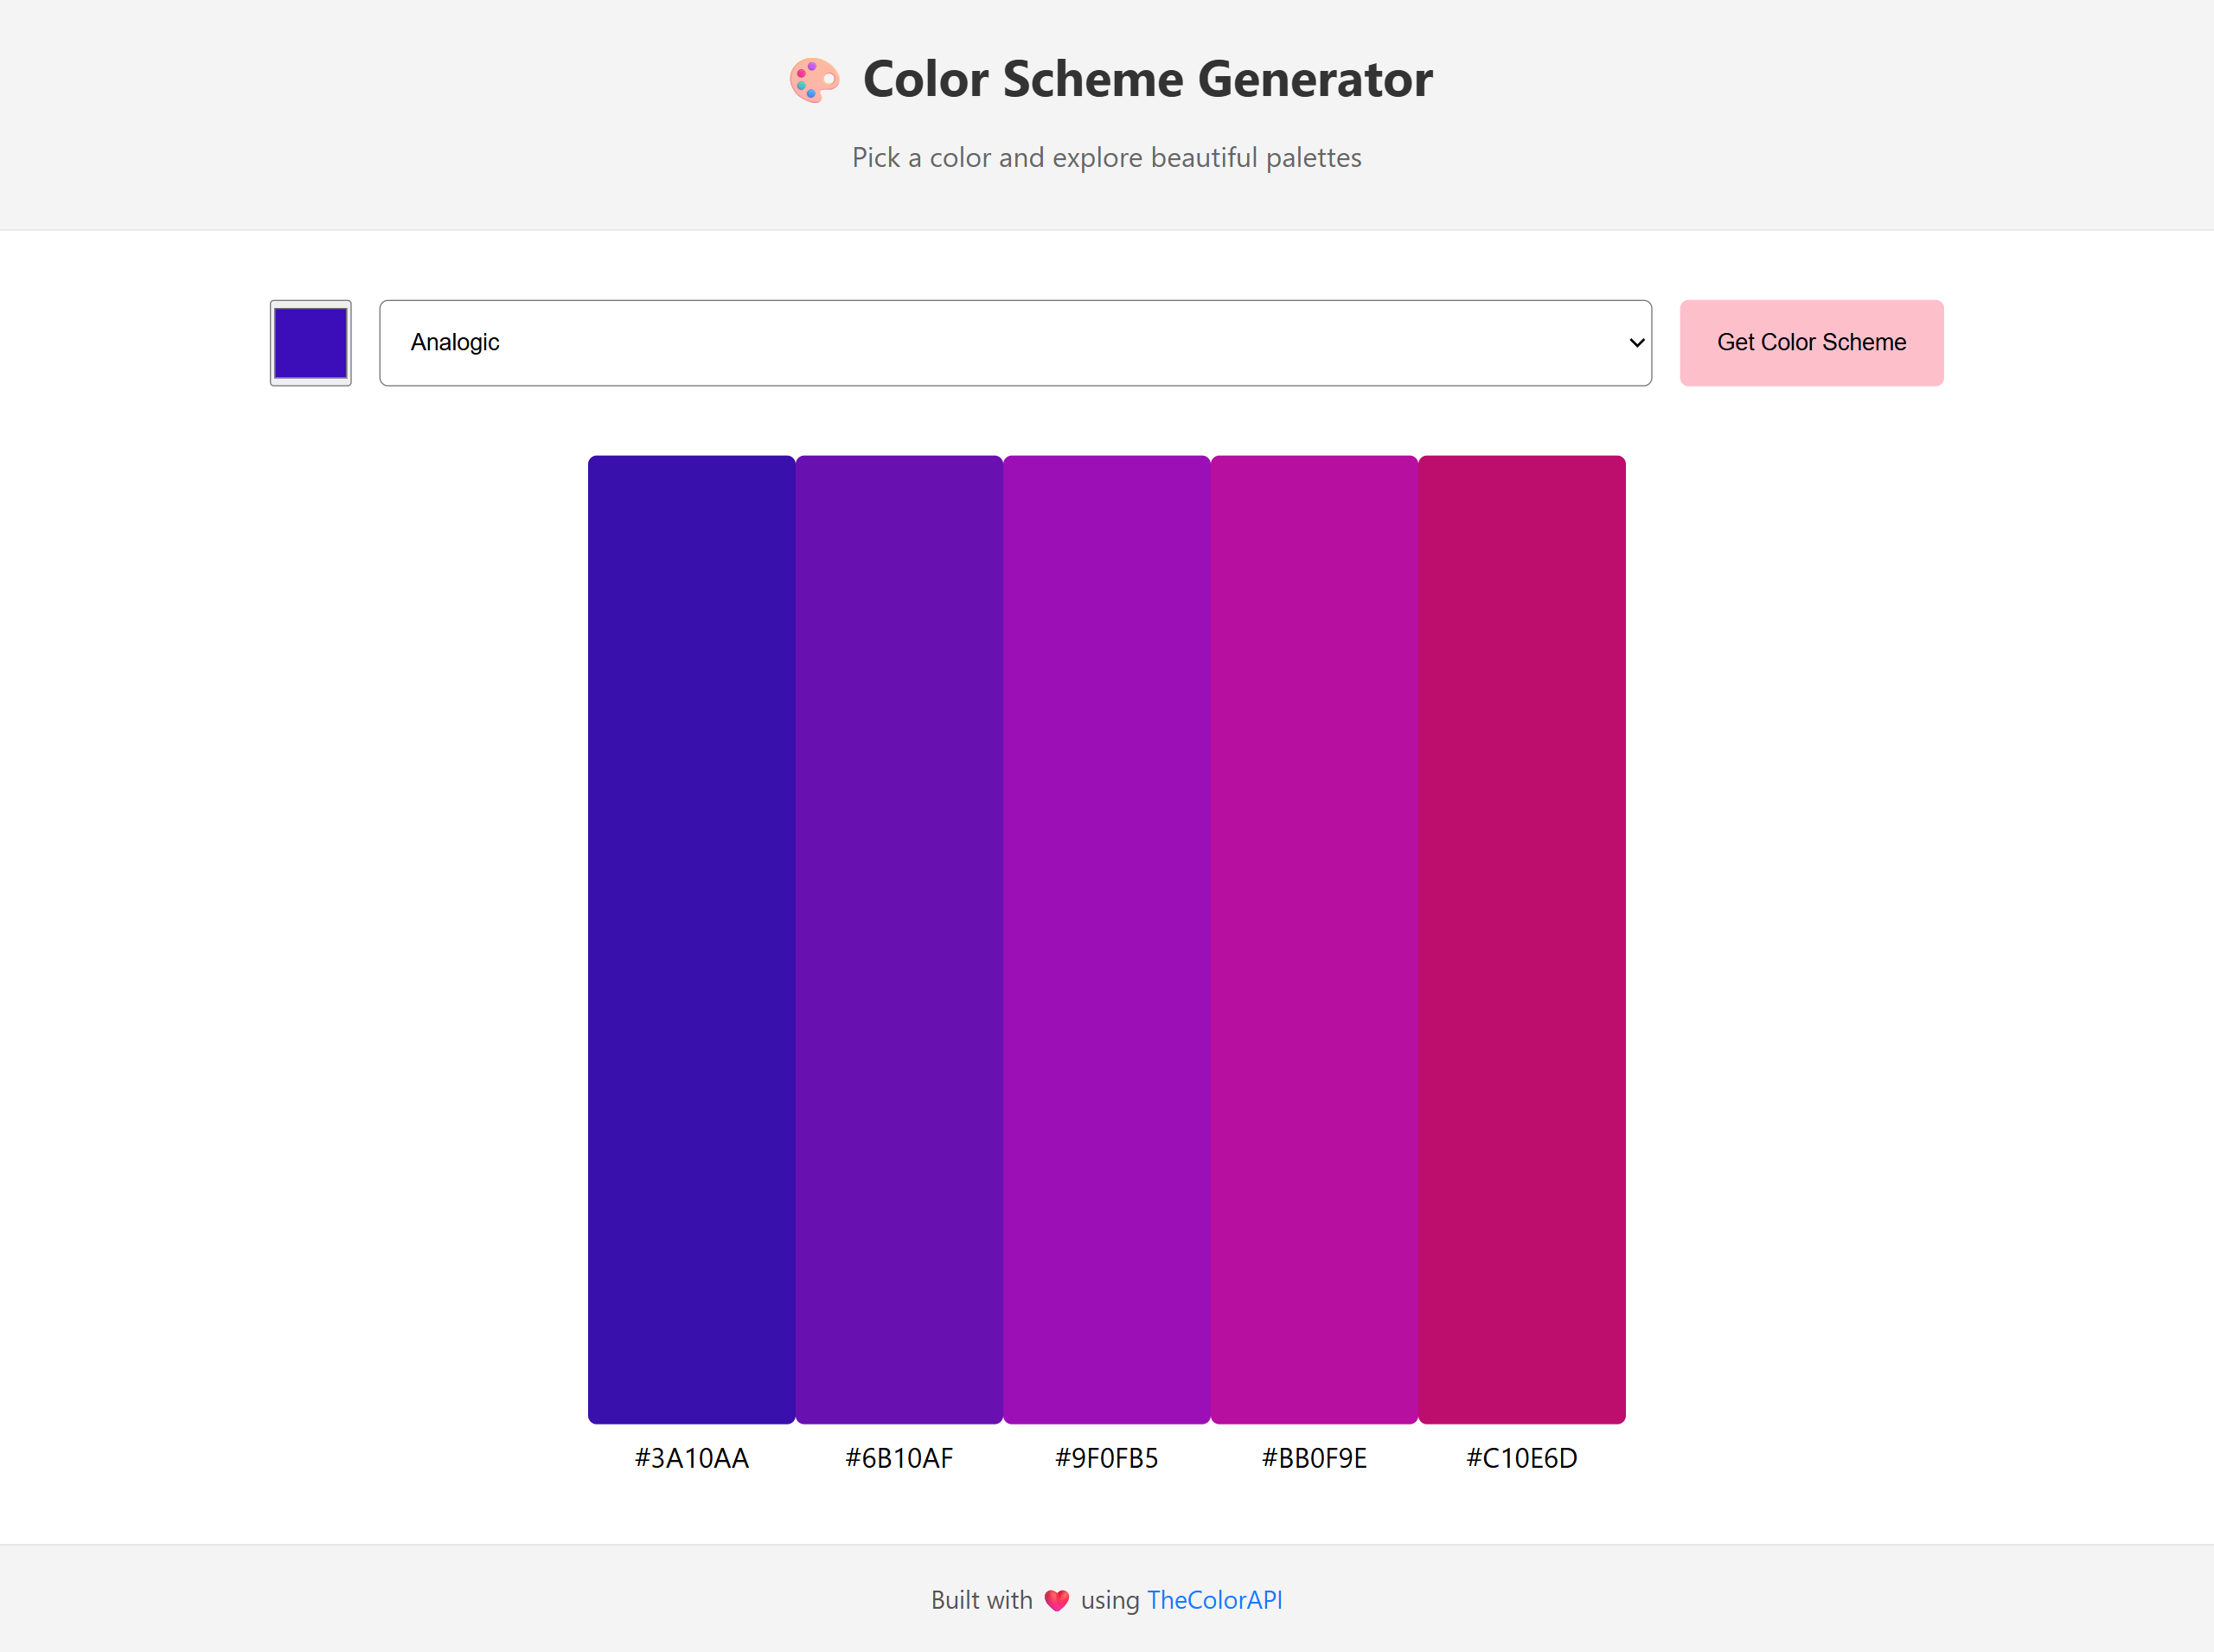 🎨 Color Scheme Generator
Pick a color and explore beautiful palettes
Analogic
Get Color Scheme
#3A10AA #6B10AF #9F0FB5 #BB0F9E #C10E6D
Built with ❤️ using TheColorAPI